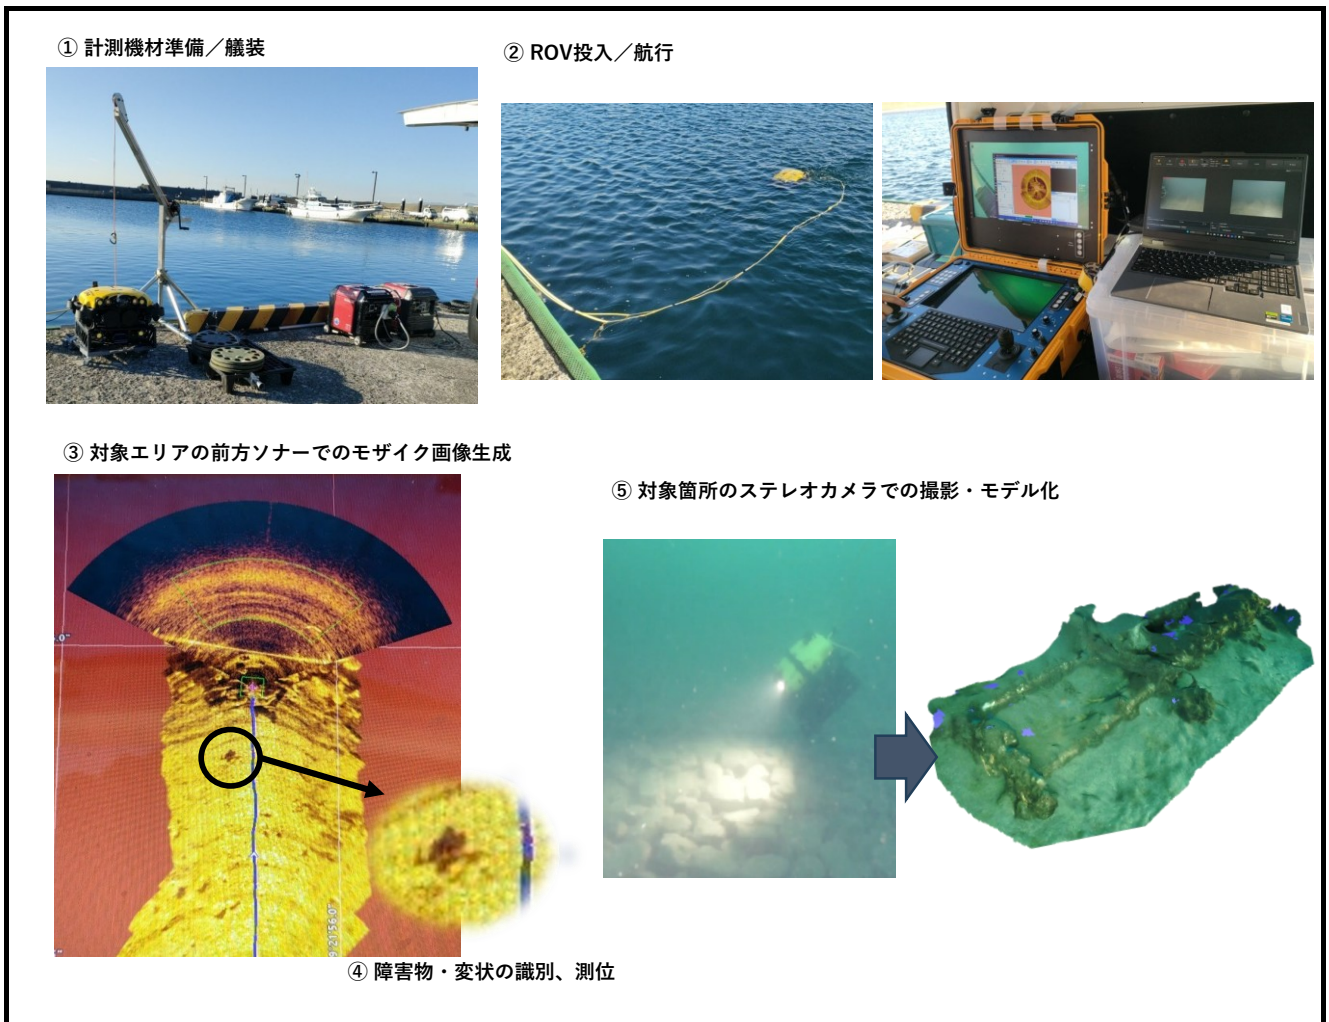 ① 計測機材準備／艤装
② ROV投入／航行
③ 対象エリアの前方ソナーでのモザイク画像生成
⑤ 対象箇所のステレオカメラでの撮影・モデル化
④ 障害物・変状の識別、測位